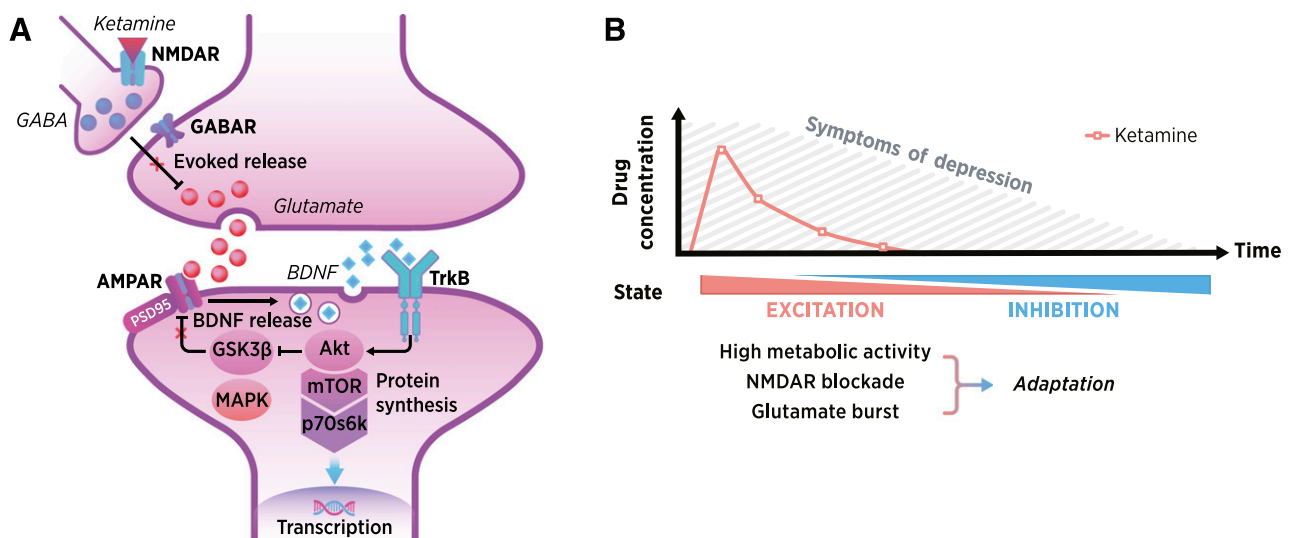 A
Ketamine
NMDAR
GABA
GABAR
Evoked release
Glutamate
BDNF
AMPAR
TrkB
PSD95
BDNF release
GSK3β
Akt
MAPK
mTOR
Protein
synthesis
p70s6k
Transcription
B
Drug
concentration
Symptoms of depression
Ketamine
Time
State
EXCITATION
INHIBITION
High metabolic activity
NMDAR blockade
Glutamate burst
Adaptation